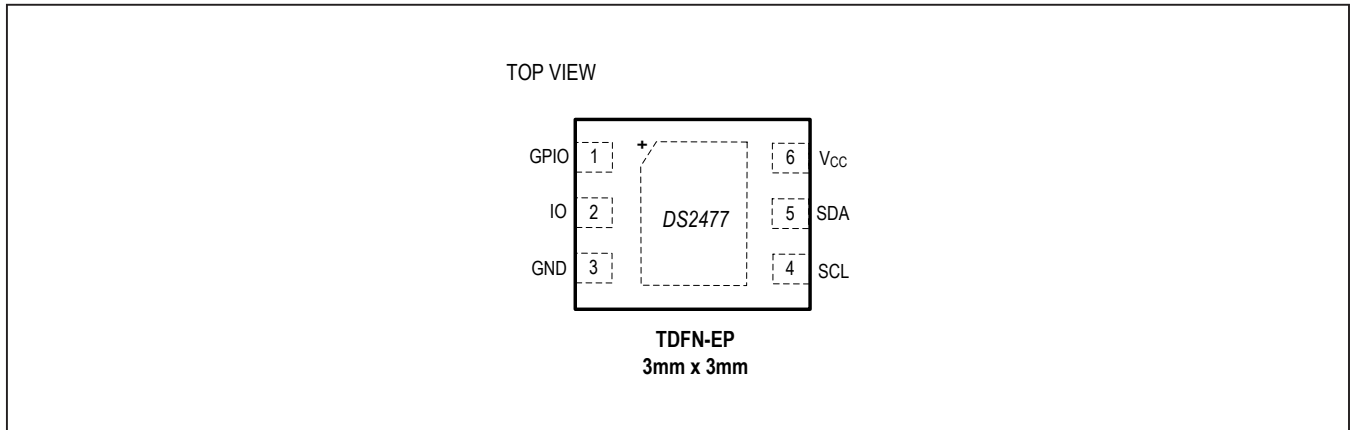 TOP VIEW
GPIO 1 + 6 VCC
IO 2 DS2477 5 SDA
GND 3 4 SCL
TDFN-EP
3mm x 3mm